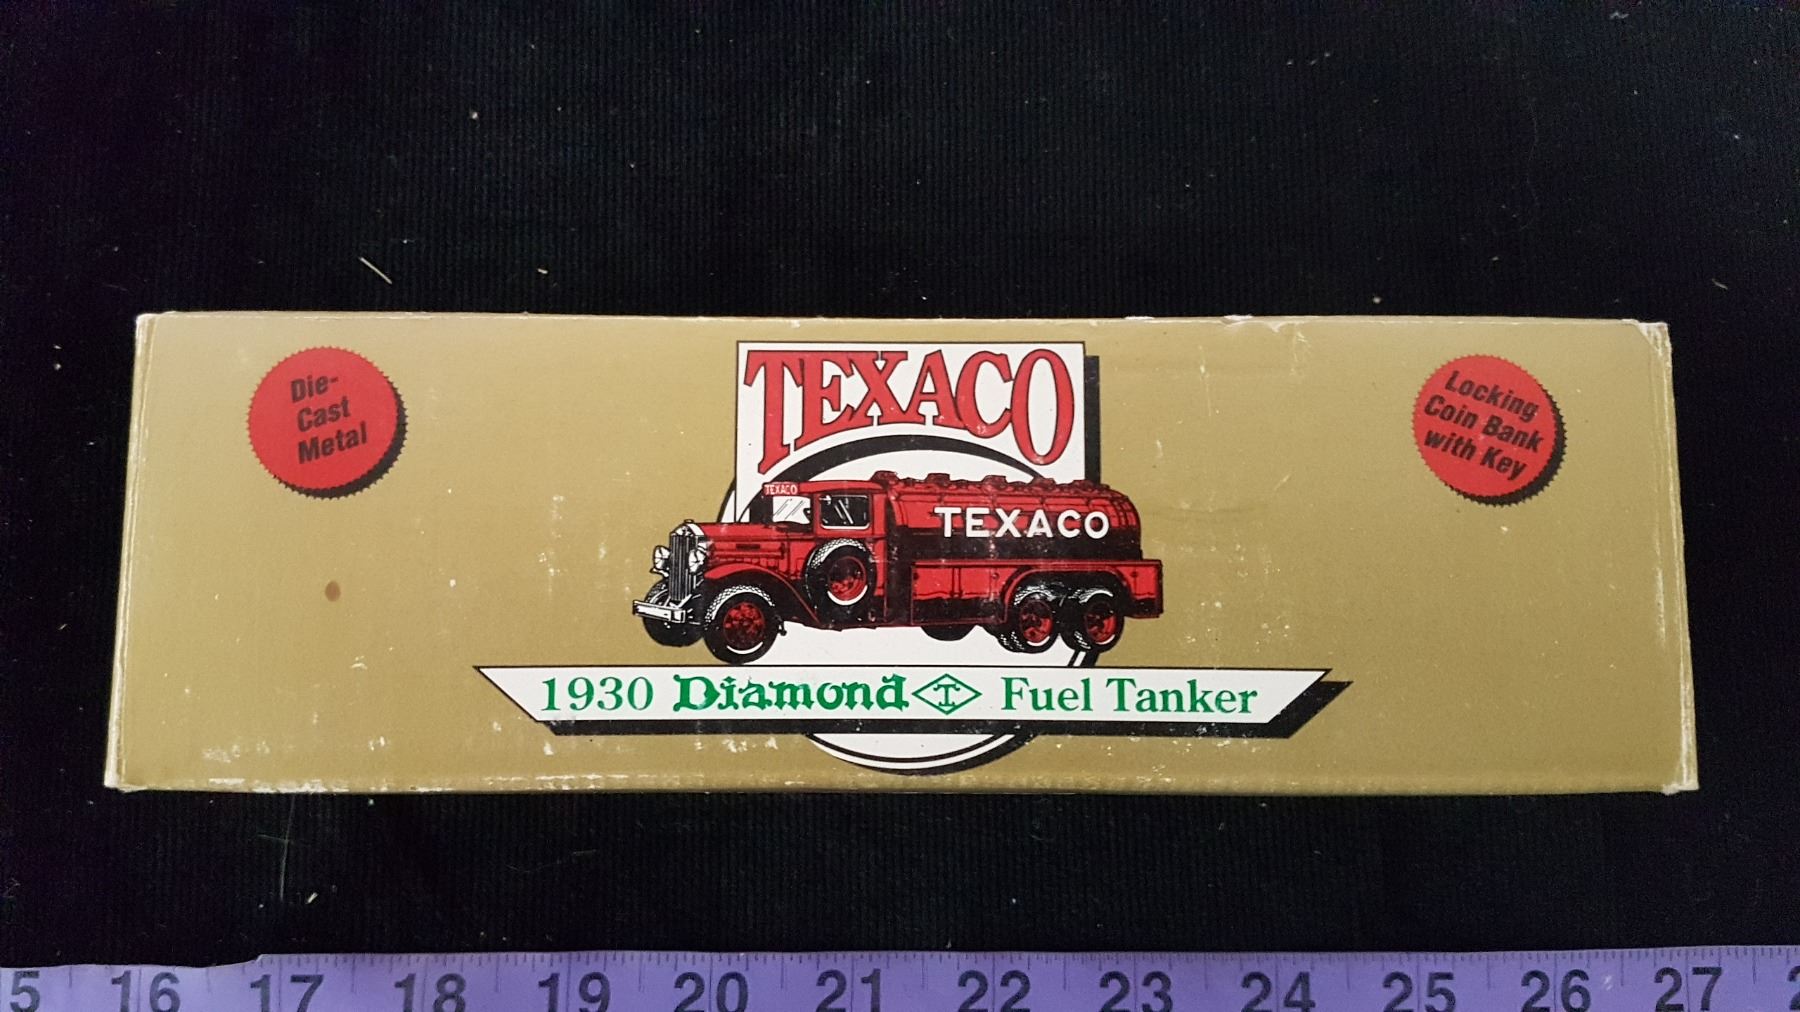 TEXACO
Die-
Cast
Metal
Locking
Coin Bank
with Key
TEXACO
TEXACO
1930 Diamond T Fuel Tanker
15 16 17 18 19 20 21 22 23 24 25 26 27